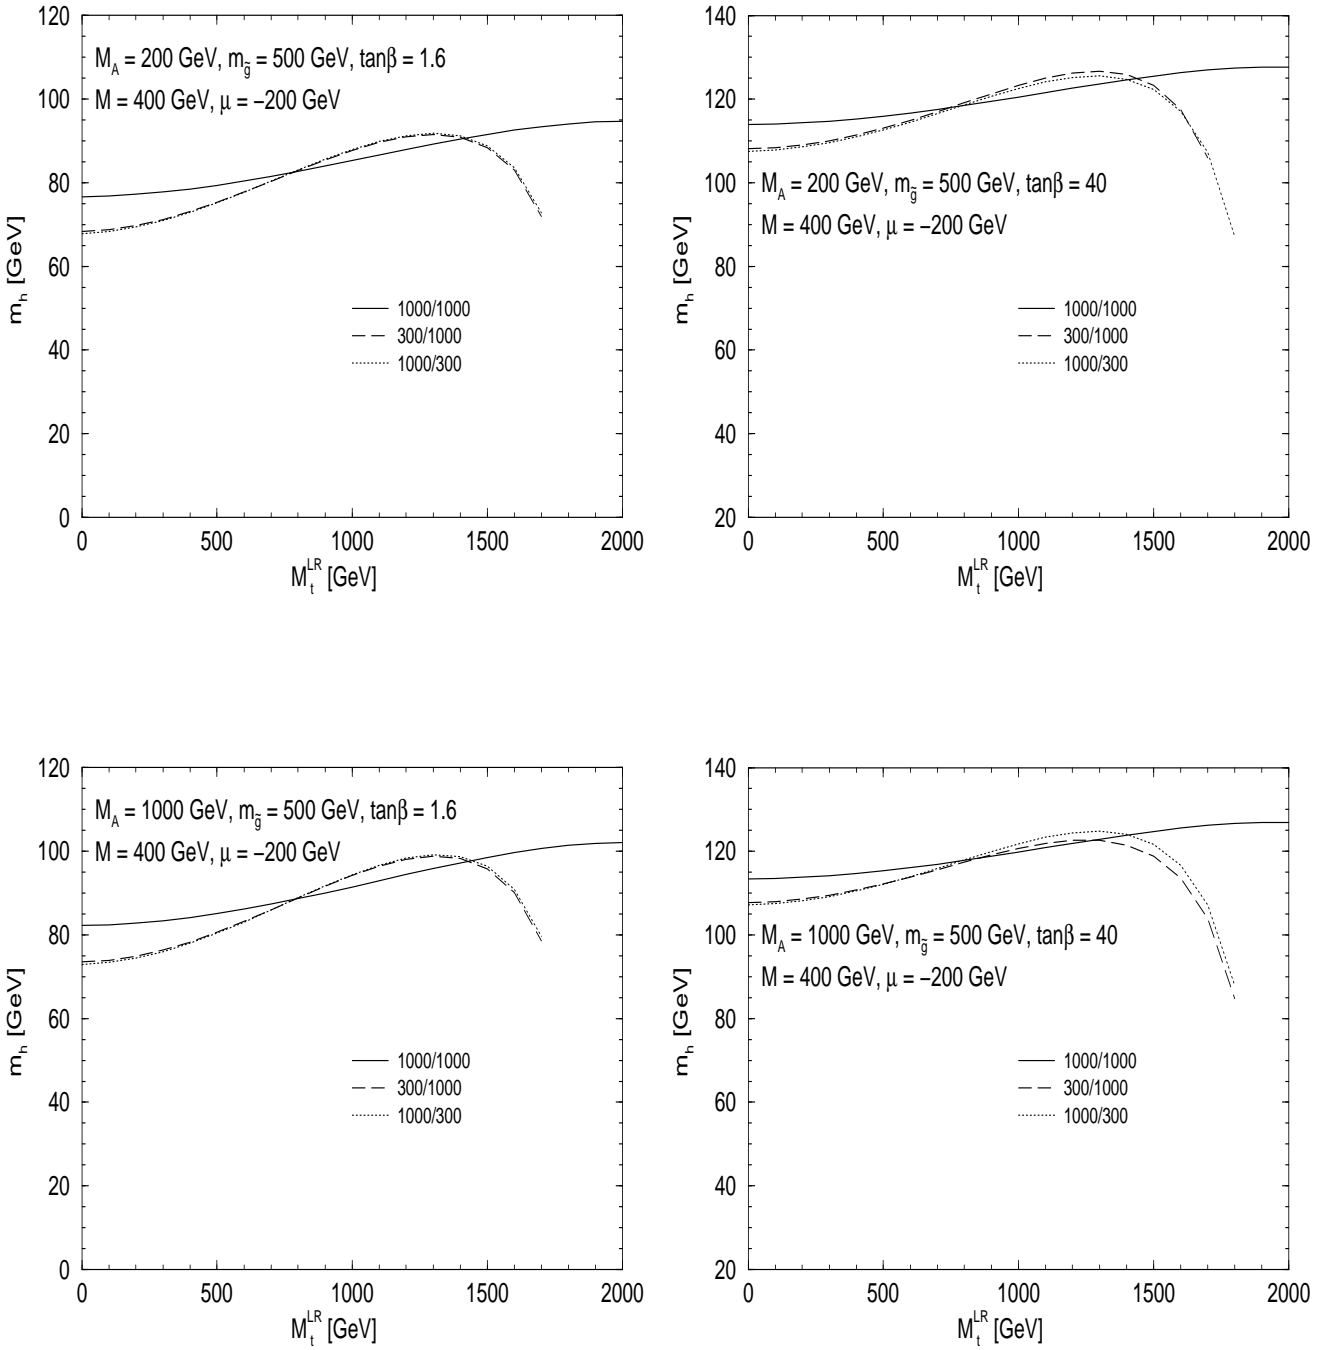 120
100
80
60
40
20
0
m_h [GeV]
M_A = 200 GeV, m_g̃ = 500 GeV, tanβ = 1.6
M = 400 GeV, μ = −200 GeV
1000/1000
300/1000
1000/300
0 500 1000 1500 2000
M_t^LR [GeV]
140
120
100
80
60
40
20
m_h [GeV]
M_A = 200 GeV, m_g̃ = 500 GeV, tanβ = 40
M = 400 GeV, μ = −200 GeV
1000/1000
300/1000
1000/300
0 500 1000 1500 2000
M_t^LR [GeV]
120
100
80
60
40
20
0
m_h [GeV]
M_A = 1000 GeV, m_g̃ = 500 GeV, tanβ = 1.6
M = 400 GeV, μ = −200 GeV
1000/1000
300/1000
1000/300
0 500 1000 1500 2000
M_t^LR [GeV]
140
120
100
80
60
40
20
m_h [GeV]
M_A = 1000 GeV, m_g̃ = 500 GeV, tanβ = 40
M = 400 GeV, μ = −200 GeV
1000/1000
300/1000
1000/300
0 500 1000 1500 2000
M_t^LR [GeV]